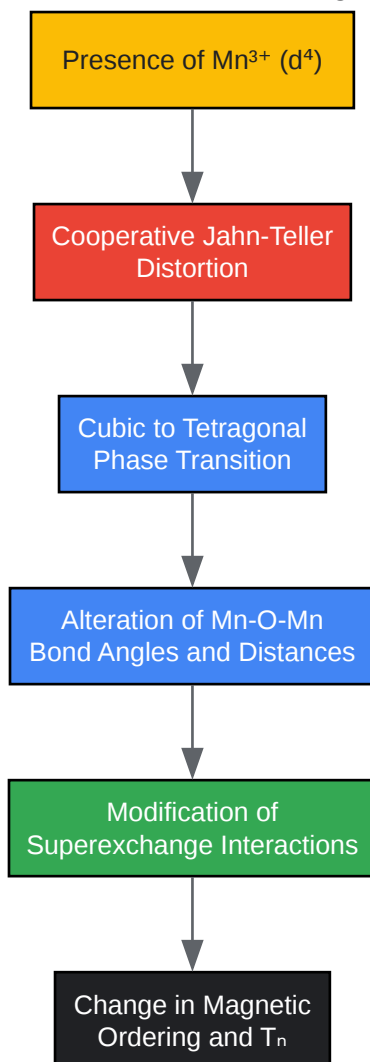 Presence of Mn³⁺ (d⁴)
Cooperative Jahn-Teller
Distortion
Cubic to Tetragonal
Phase Transition
Alteration of Mn-O-Mn
Bond Angles and Distances
Modification of
Superexchange Interactions
Change in Magnetic
Ordering and Tₙ